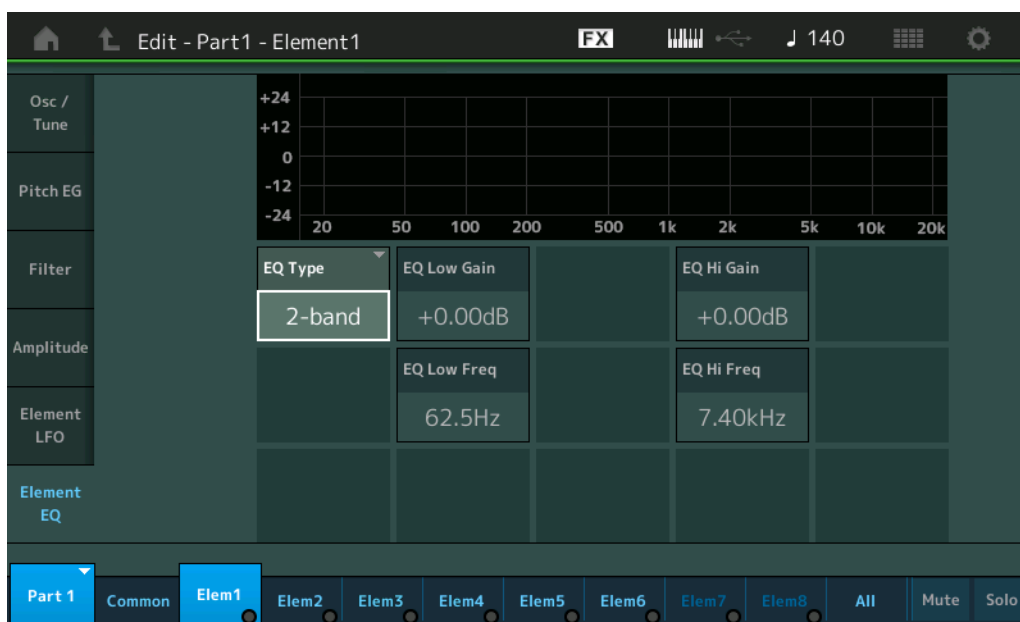 Edit - Part1 - Element1 FX ♩ 140
Osc /
Tune
Pitch EG
Filter
Amplitude
Element
LFO
Element
EQ
+24
+12
0
-12
-24
20 50 100 200 500 1k 2k 5k 10k 20k
EQ Type EQ Low Gain EQ Hi Gain
2-band +0.00dB +0.00dB
EQ Low Freq EQ Hi Freq
62.5Hz 7.40kHz
Part 1 Common Elem1 Elem2 Elem3 Elem4 Elem5 Elem6 Elem7 Elem8 All Mute Solo